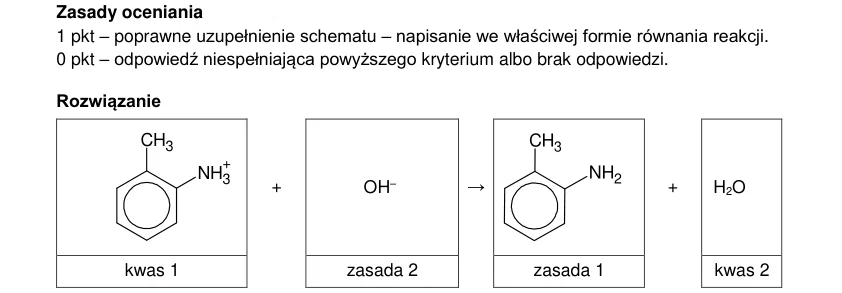 Zasady oceniania
1 pkt – poprawne uzupełnienie schematu – napisanie we właściwej formie równania reakcji.
0 pkt – odpowiedź niespełniająca powyższego kryterium albo brak odpowiedzi.
Rozwiązanie
CH₃ CH₃
NH₃⁺ + OH⁻ → NH₂ + H₂O
kwas 1 zasada 2 zasada 1 kwas 2